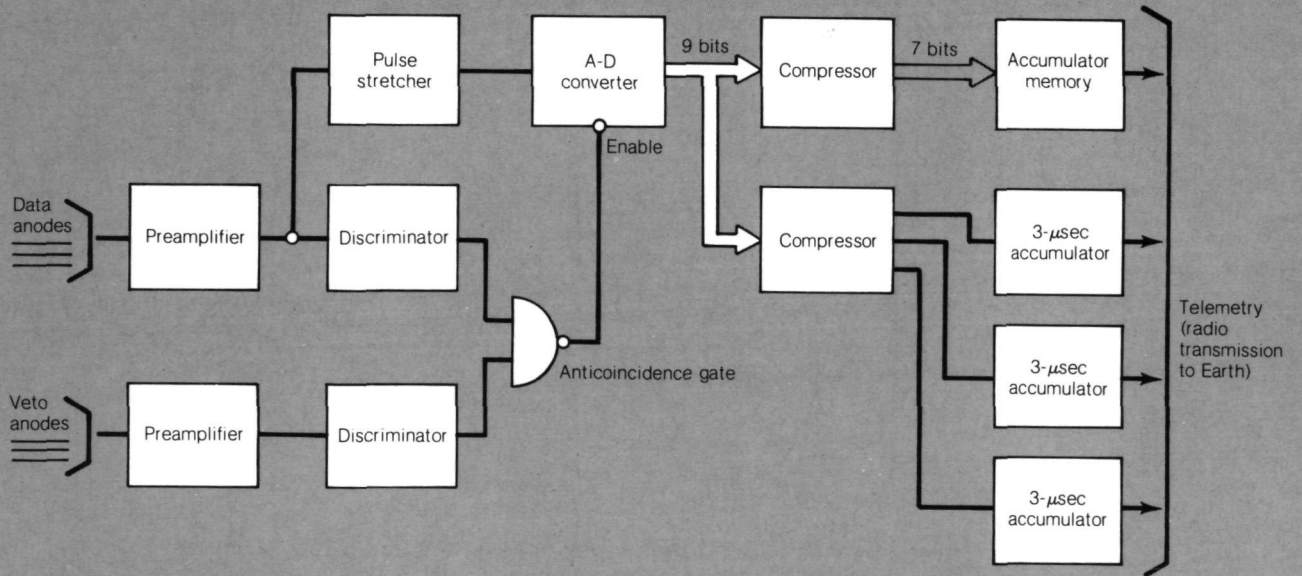 Pulse
stretcher
A-D
converter
9 bits
Compressor
7 bits
Accumulator
memory
Enable
Data
anodes
Preamplifier
Discriminator
Compressor
3-μsec
accumulator
Telemetry
(radio
transmission
to Earth)
Anticoincidence gate
3-μsec
accumulator
Veto
anodes
Preamplifier
Discriminator
3-μsec
accumulator